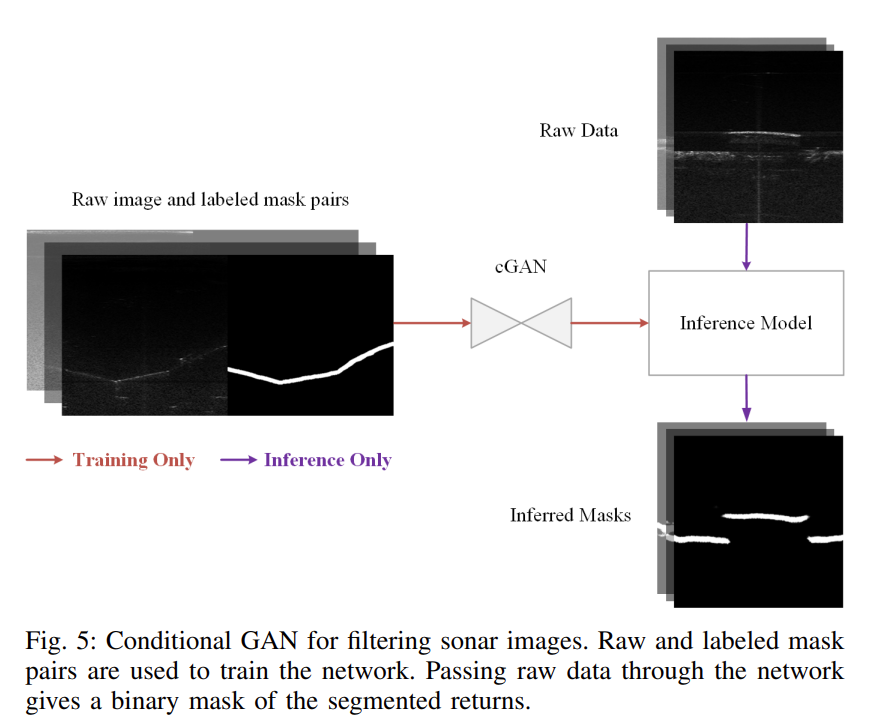 Raw Data
Raw image and labeled mask pairs
cGAN
Inference Model
Training Only
Inference Only
Inferred Masks
Fig. 5: Conditional GAN for filtering sonar images. Raw and labeled mask
pairs are used to train the network. Passing raw data through the network
gives a binary mask of the segmented returns.